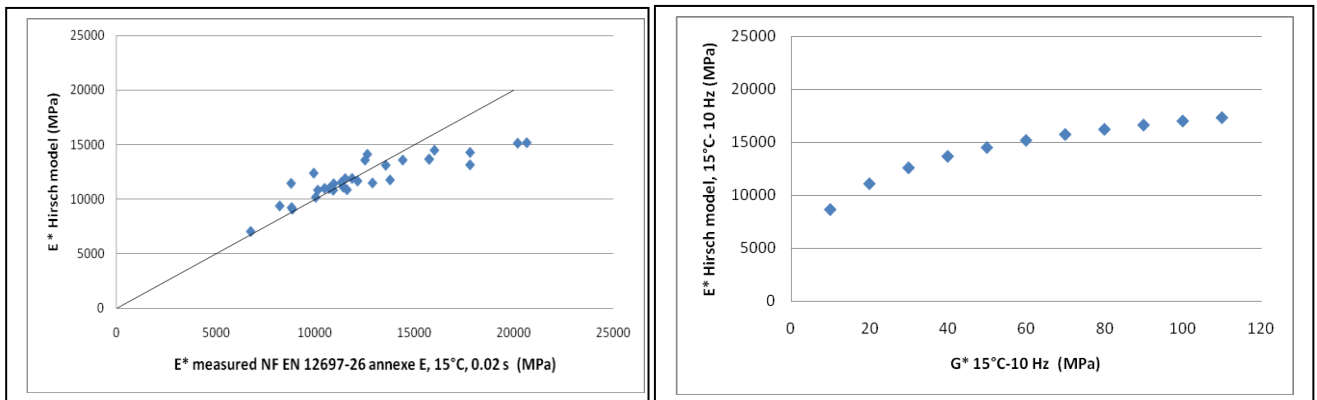 E * Hirsch model (MPa)
25000
20000
15000
10000
5000
0
0 5000 10000 15000 20000 25000
E* measured NF EN 12697-26 annexe E, 15°C, 0.02 s (MPa)
E* Hirsch model, 15°C- 10 Hz (MPa)
25000
20000
15000
10000
5000
0
0 20 40 60 80 100 120
G* 15°C-10 Hz (MPa)